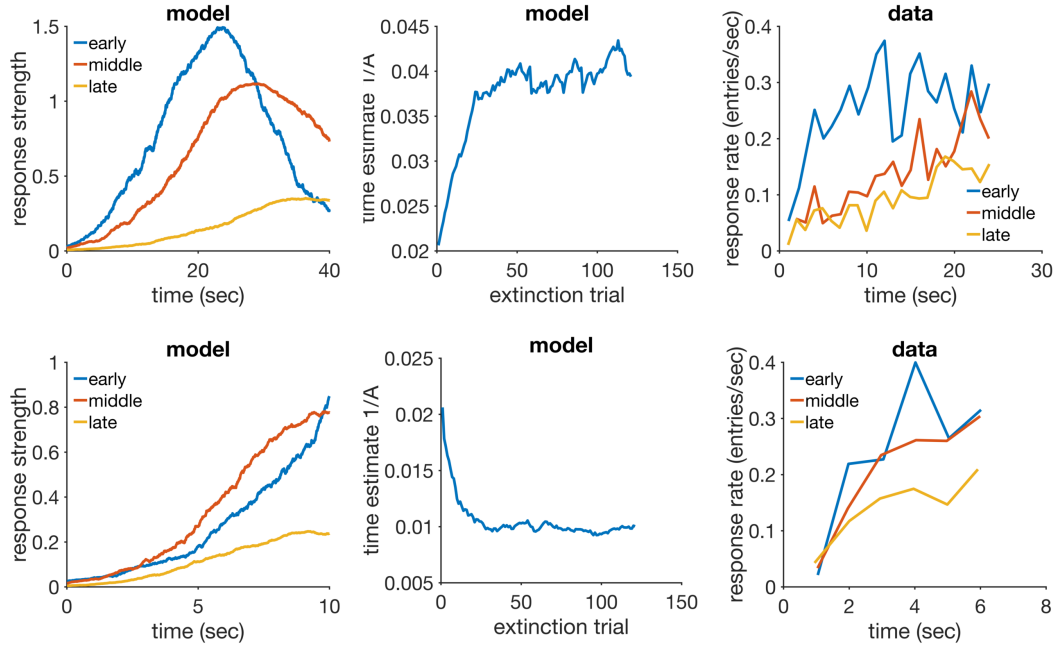 model
response strength
1.5
1
0.5
0
early
middle
late
0
20
40
time (sec)
model
time estimate 1/A
0.045
0.04
0.035
0.03
0.025
0.02
0
50
100
150
extinction trial
data
response rate (entries/sec)
0.4
0.3
0.2
0.1
0
early
middle
late
0
10
20
30
time (sec)
model
response strength
1
0.8
0.6
0.4
0.2
0
early
middle
late
0
5
10
time (sec)
model
time estimate 1/A
0.025
0.02
0.015
0.01
0.005
0
50
100
150
extinction trial
data
response rate (entries/sec)
0.4
0.3
0.2
0.1
0
early
middle
late
0
2
4
6
8
time (sec)